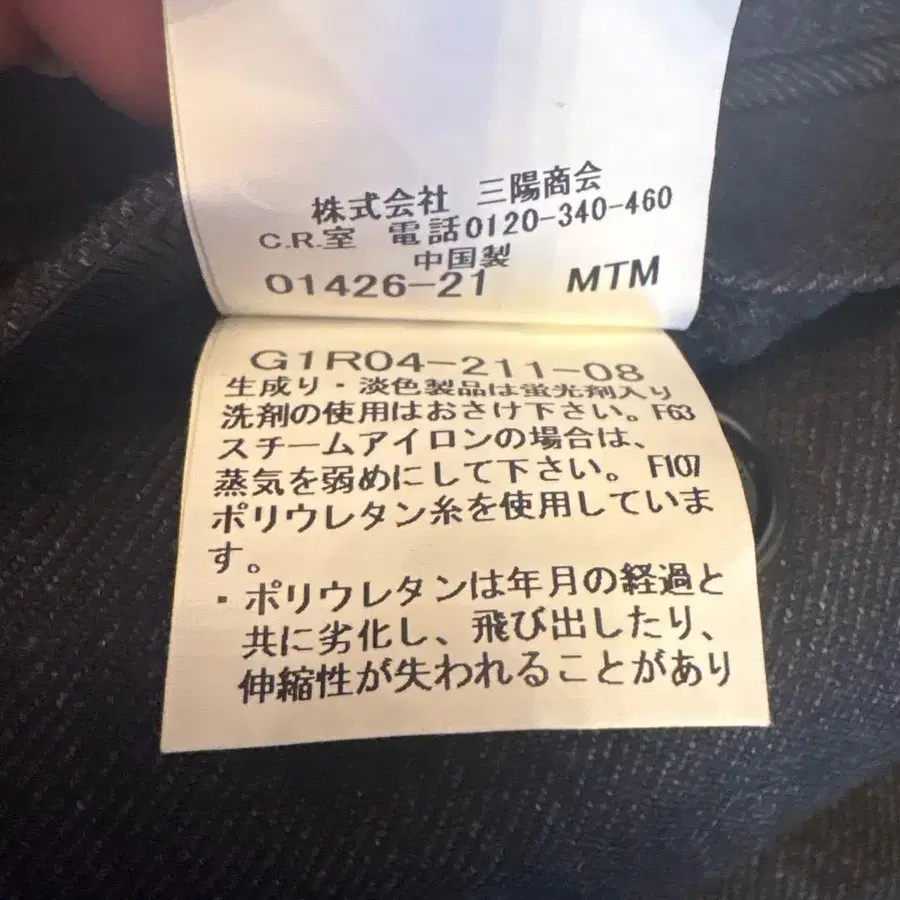 株式会社 三陽商会
C.R.室 電話0120-340-460
中国製
01426-21 MTM
G1R04-211-08
生成り・淡色製品は蛍光剤入り
洗剤の使用はおさけ下さい。F63
スチームアイロンの場合は、
蒸気を弱めにして下さい。F107
ポリウレタン糸を使用していま
す。
・ポリウレタンは年月の経過と
共に劣化し、飛び出したり、
伸縮性が失われることがあり